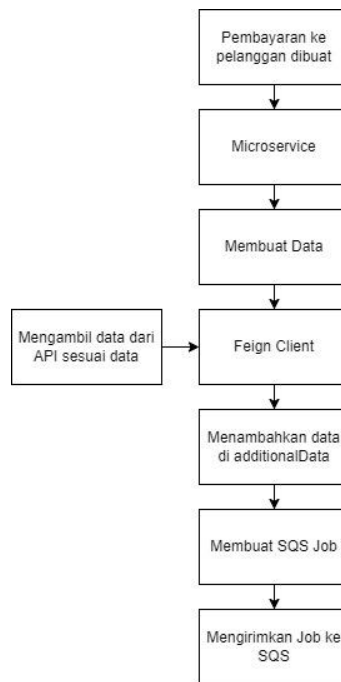 Pembayaran ke
pelanggan dibuat
Microservice
Membuat Data
Mengambil data dari
API sesuai data
Feign Client
Menambahkan data
di additionalData
Membuat SQS Job
Mengirimkan Job ke
SQS